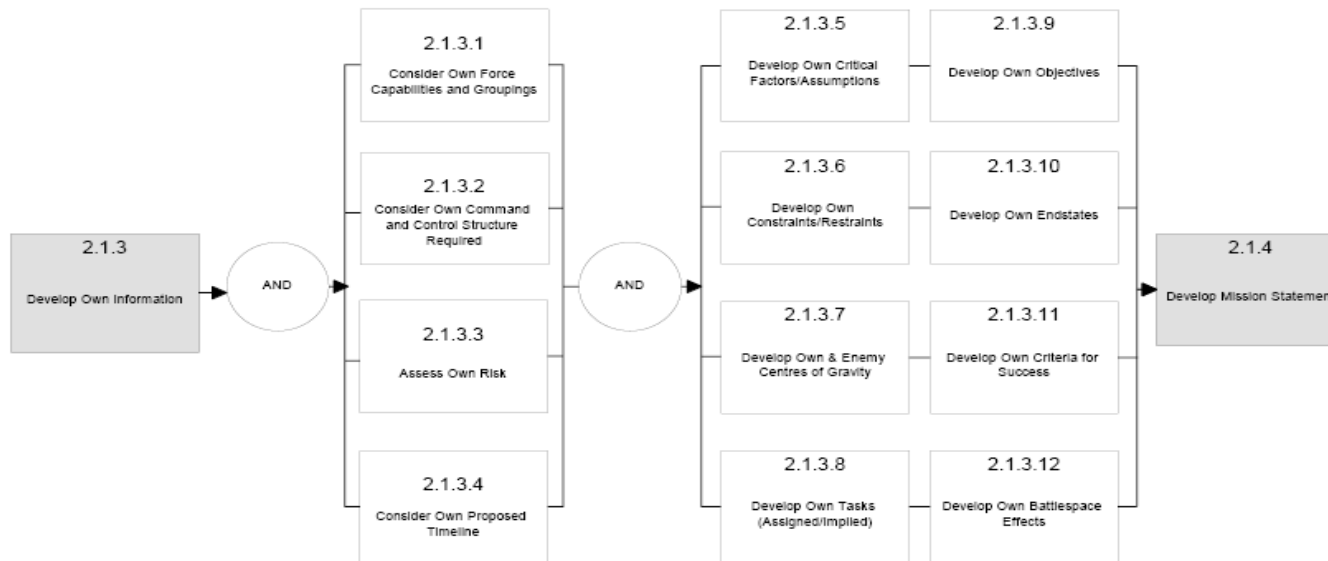 2.1.3
Develop Own Information
AND
2.1.3.1
Consider Own Force
Capabilities and Groupings
2.1.3.2
Consider Own Command
and Control Structure
Required
2.1.3.3
Assess Own Risk
2.1.3.4
Consider Own Proposed
Timeline
AND
2.1.3.5
Develop Own Critical
Factors/Assumptions
2.1.3.6
Develop Own
Constraints/Restraints
2.1.3.7
Develop Own & Enemy
Centres of Gravity
2.1.3.8
Develop Own Tasks
(Assigned/Implied)
2.1.3.9
Develop Own Objectives
2.1.3.10
Develop Own Endstates
2.1.3.11
Develop Own Criteria for
Success
2.1.3.12
Develop Own Battlespace
Effects
2.1.4
Develop Mission Statemen